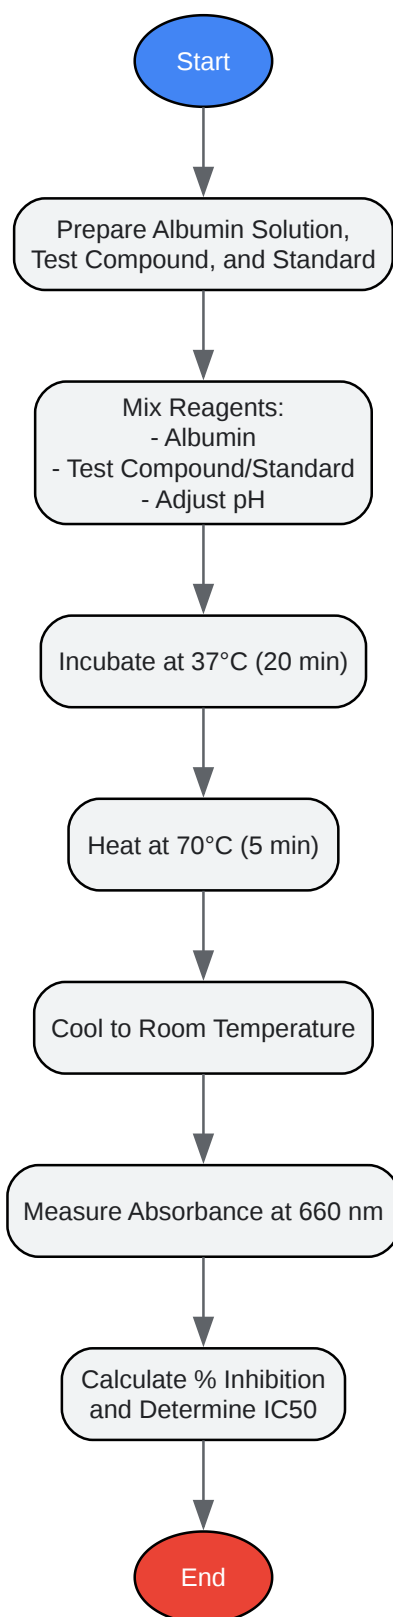 Start
Prepare Albumin Solution,
Test Compound, and Standard
Mix Reagents:
- Albumin
- Test Compound/Standard
- Adjust pH
Incubate at 37°C (20 min)
Heat at 70°C (5 min)
Cool to Room Temperature
Measure Absorbance at 660 nm
Calculate % Inhibition
and Determine IC50
End